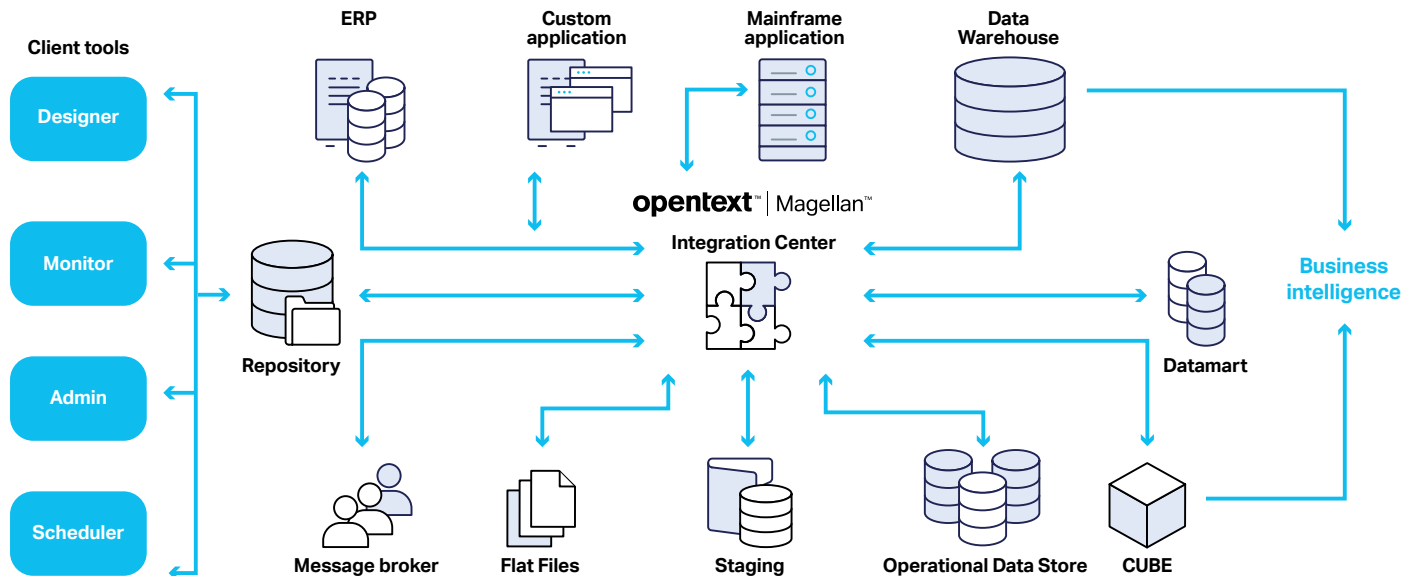 Client tools
Designer
Monitor
Admin
Scheduler
ERP
Custom
application
Mainframe
application
Data
Warehouse
opentext™ | Magellan™
Integration Center
Repository
Datamart
Business
intelligence
Message broker
Flat Files
Staging
Operational Data Store
CUBE